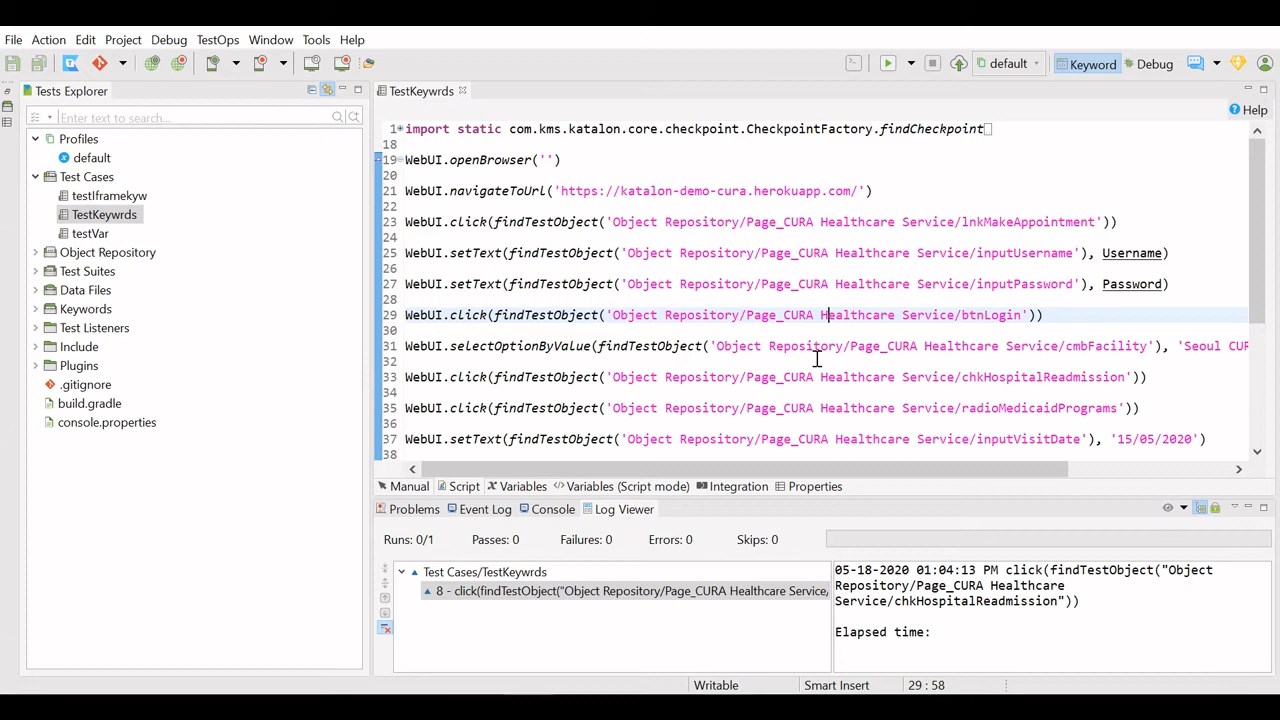 File Action Edit Project Debug TestOps Window Tools Help
default Keyword Debug
Tests Explorer
Enter text to search...
Profiles
default
Test Cases
testIframekyw
TestKeywrds
testVar
Object Repository
Test Suites
Data Files
Keywords
Test Listeners
Include
Plugins
.gitignore
build.gradle
console.properties
TestKeywrds
Help
1 import static com.kms.katalon.core.checkpoint.CheckpointFactory.findCheckpoint
18
19 WebUI.openBrowser('')
20
21 WebUI.navigateToUrl('https://katalon-demo-cura.herokuapp.com/')
22
23 WebUI.click(findTestObject('Object Repository/Page_CURA Healthcare Service/lnkMakeAppointment'))
24
25 WebUI.setText(findTestObject('Object Repository/Page_CURA Healthcare Service/inputUsername'), Username)
26
27 WebUI.setText(findTestObject('Object Repository/Page_CURA Healthcare Service/inputPassword'), Password)
28
29 WebUI.click(findTestObject('Object Repository/Page_CURA Healthcare Service/btnLogin'))
30
31 WebUI.selectOptionByValue(findTestObject('Object Repository/Page_CURA Healthcare Service/cmbFacility'), 'Seoul CUR
32
33 WebUI.click(findTestObject('Object Repository/Page_CURA Healthcare Service/chkHospitalReadmission'))
34
35 WebUI.click(findTestObject('Object Repository/Page_CURA Healthcare Service/radioMedicaidPrograms'))
36
37 WebUI.setText(findTestObject('Object Repository/Page_CURA Healthcare Service/inputVisitDate'), '15/05/2020')
38
Manual Script Variables Variables (Script mode) Integration Properties
Problems Event Log Console Log Viewer
Runs: 0/1 Passes: 0 Failures: 0 Errors: 0 Skips: 0
Test Cases/TestKeywrds
8 - click(findTestObject("Object Repository/Page_CURA Healthcare Service/
05-18-2020 01:04:13 PM click(findTestObject("Object
Repository/Page_CURA Healthcare
Service/chkHospitalReadmission"))
Elapsed time:
Writable Smart Insert 29 : 58